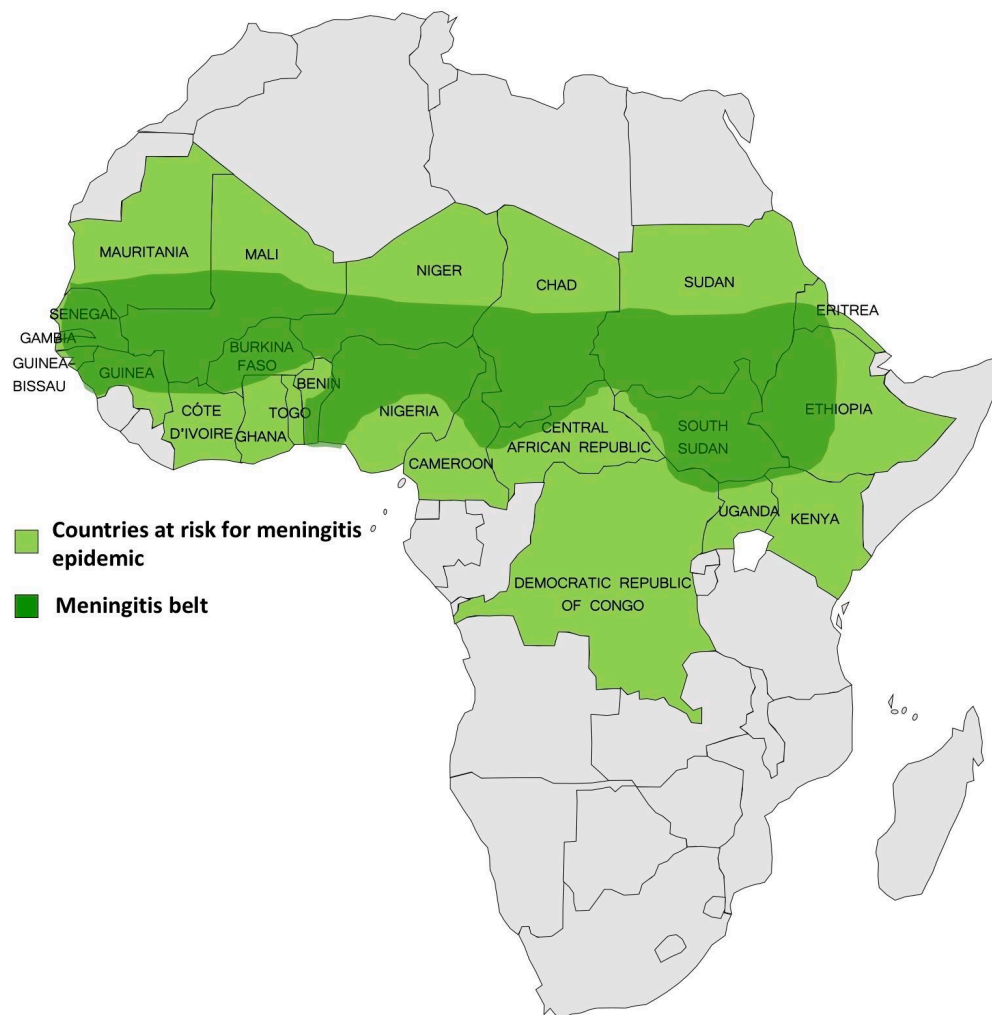 MAURITANIA
MALI
NIGER
CHAD
SUDAN
ERITREA
SENEGAL
GAMBIA
GUINEA-
BISSAU
GUINEA
BURKINA
FASO
BENIN
TOGO
CÓTE
D'IVOIRE
GHANA
NIGERIA
CAMEROON
CENTRAL
AFRICAN REPUBLIC
SOUTH
SUDAN
ETHIOPIA
UGANDA
KENYA
DEMOCRATIC REPUBLIC
OF CONGO
Countries at risk for meningitis
epidemic
Meningitis belt